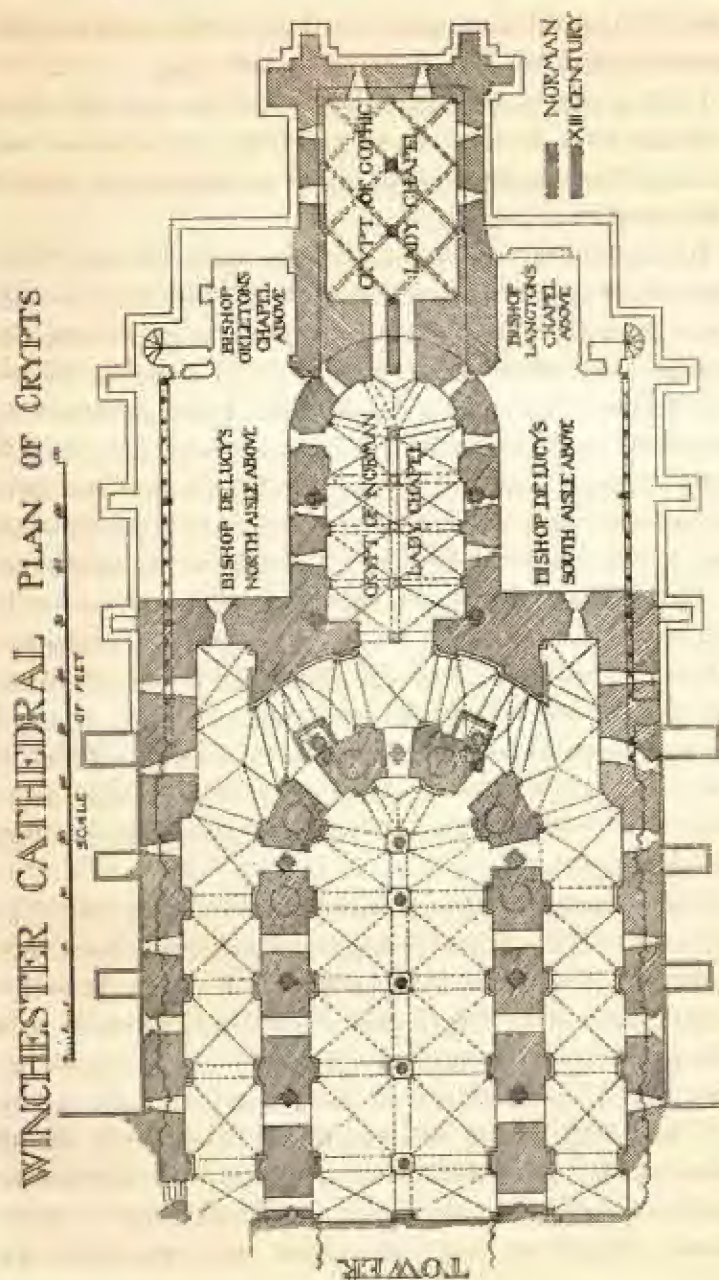 WINCHESTER CATHEDRAL PLAN OF CRYPTS
SCALE OF FEET
BISHOP DE LUCY'S
NORTH AISLE ABOVE
BISHOP
ORLETONS
CHAPEL
ABOVE
CRYPT OF NORMAN
LADY CHAPEL
CRYPT OF GOTHIC
LADY CHAPEL
BISHOP DE LUCY'S
SOUTH AISLE ABOVE
BISHOP
LANGTONS
CHAPEL
ABOVE
NORMAN
XIII CENTURY
TOWER